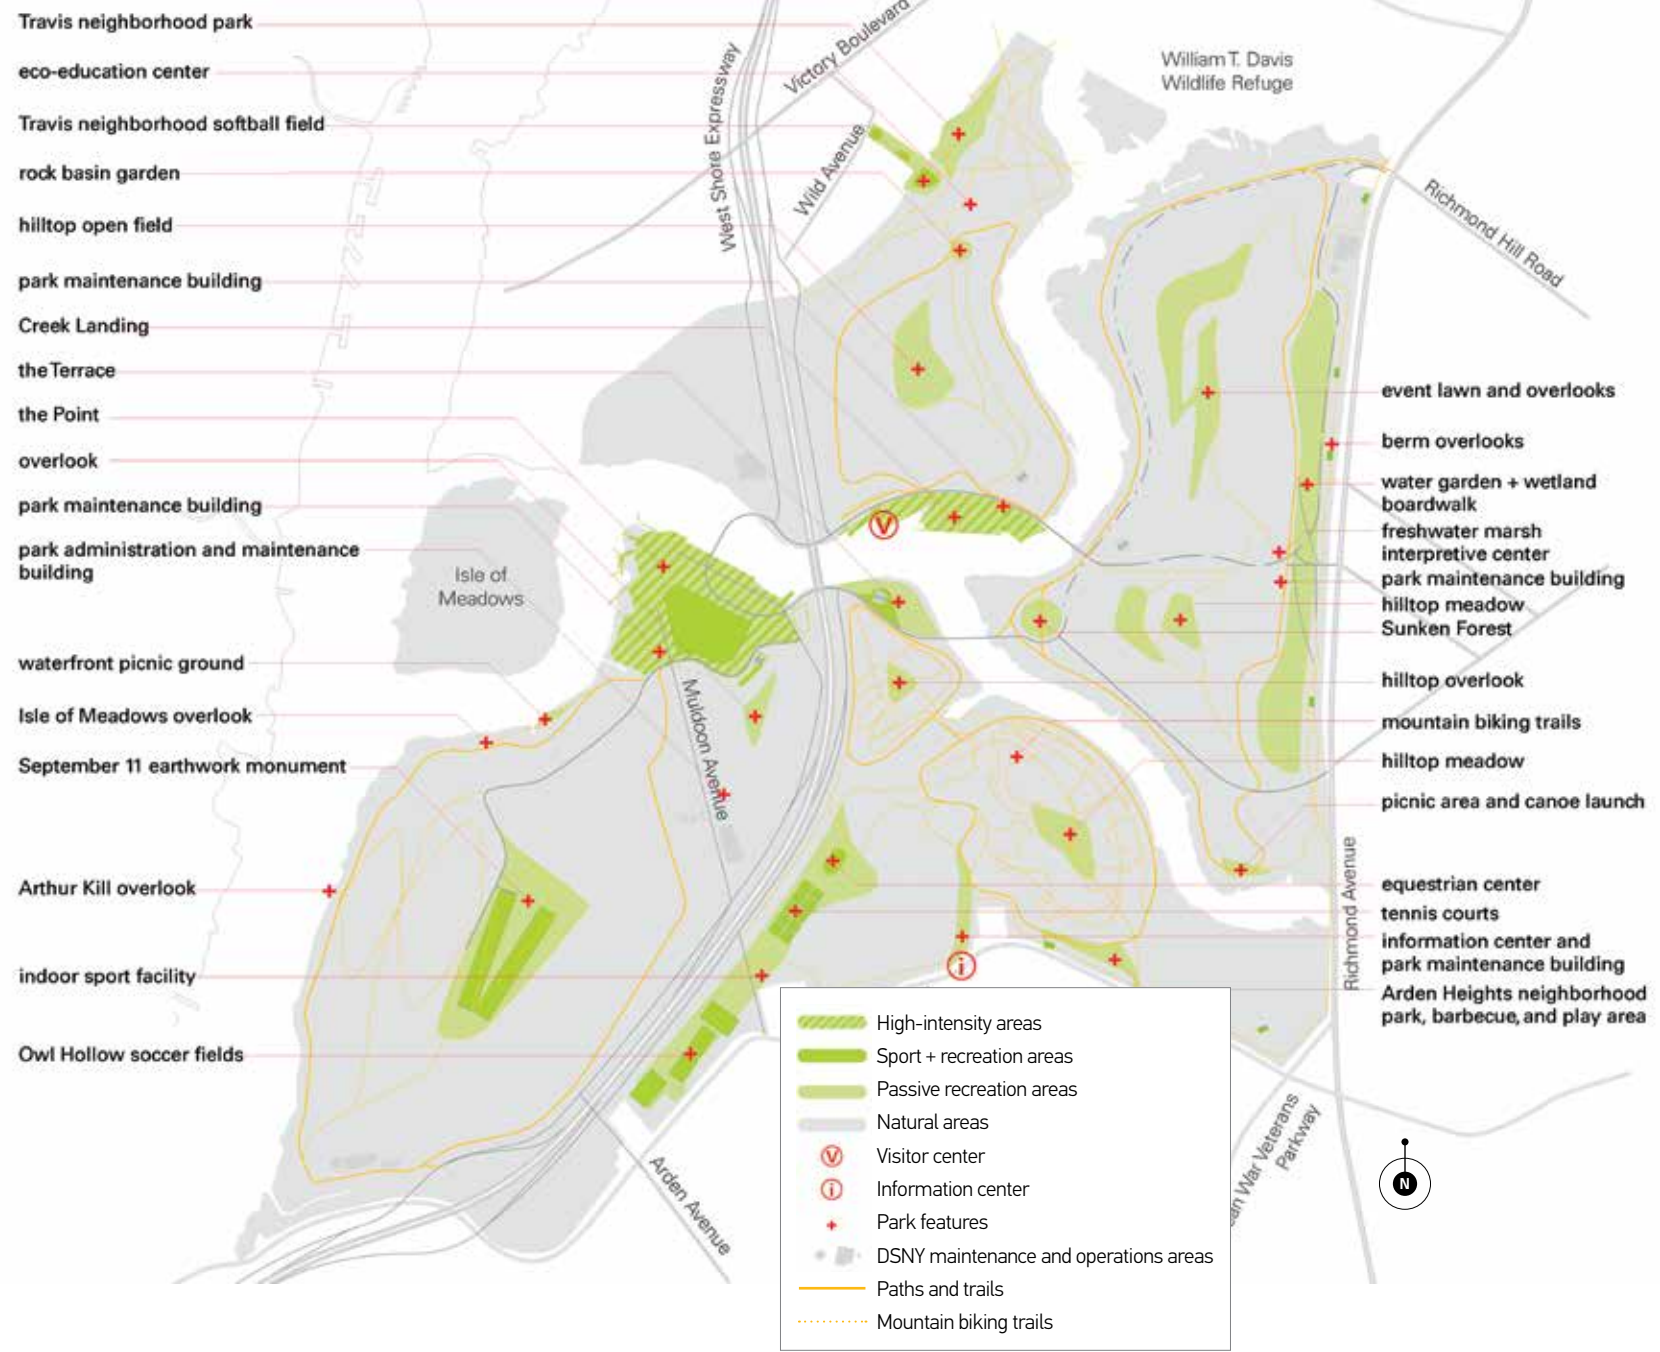 Travis neighborhood park
eco-education center
Travis neighborhood softball field
rock basin garden
hilltop open field
park maintenance building
Creek Landing
the Terrace
the Point
overlook
park maintenance building
park administration and maintenance
building
waterfront picnic ground
Isle of Meadows overlook
September 11 earthwork monument
Arthur Kill overlook
indoor sport facility
Owl Hollow soccer fields
West Shore Expressway
Victory Boulevard
Wild Avenue
William T. Davis
Wildlife Refuge
Richmond Hill Road
Isle of
Meadows
Muldoon Avenue
Arden Avenue
Richmond Avenue
War Veterans
Parkway
event lawn and overlooks
berm overlooks
water garden + wetland
boardwalk
freshwater marsh
interpretive center
park maintenance building
hilltop meadow
Sunken Forest
hilltop overlook
mountain biking trails
hilltop meadow
picnic area and canoe launch
equestrian center
tennis courts
information center and
park maintenance building
Arden Heights neighborhood
park, barbecue, and play area
V
i
High-intensity areas
Sport + recreation areas
Passive recreation areas
Natural areas
V Visitor center
i Information center
Park features
DSNY maintenance and operations areas
Paths and trails
Mountain biking trails
N